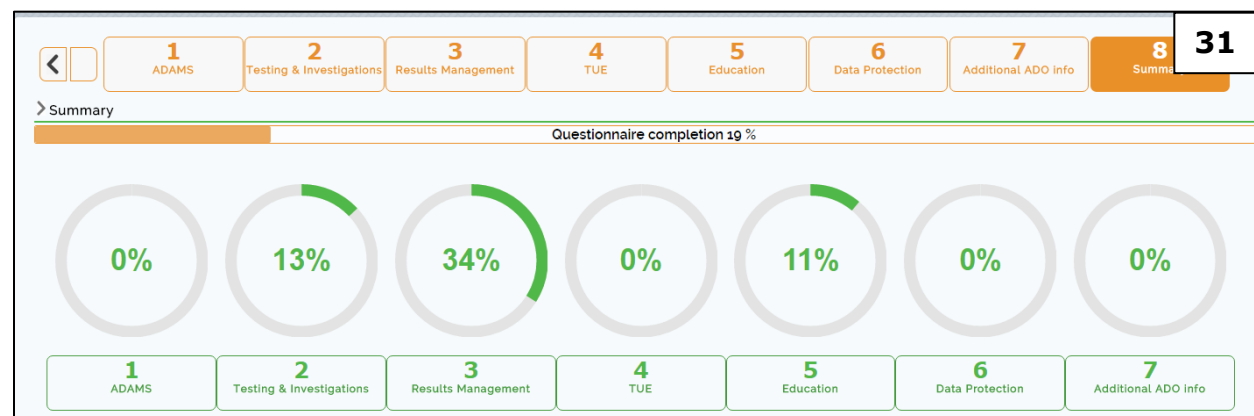 31
1 2 3 4 5 6 7 8
ADAMS Testing & Investigations Results Management TUE Education Data Protection Additional ADO info
Summary
Questionnaire completion 19 %
0% 13% 34% 0% 11% 0% 0%
1 2 3 4 5 6 7
ADAMS Testing & Investigations Results Management TUE Education Data Protection Additional ADO info